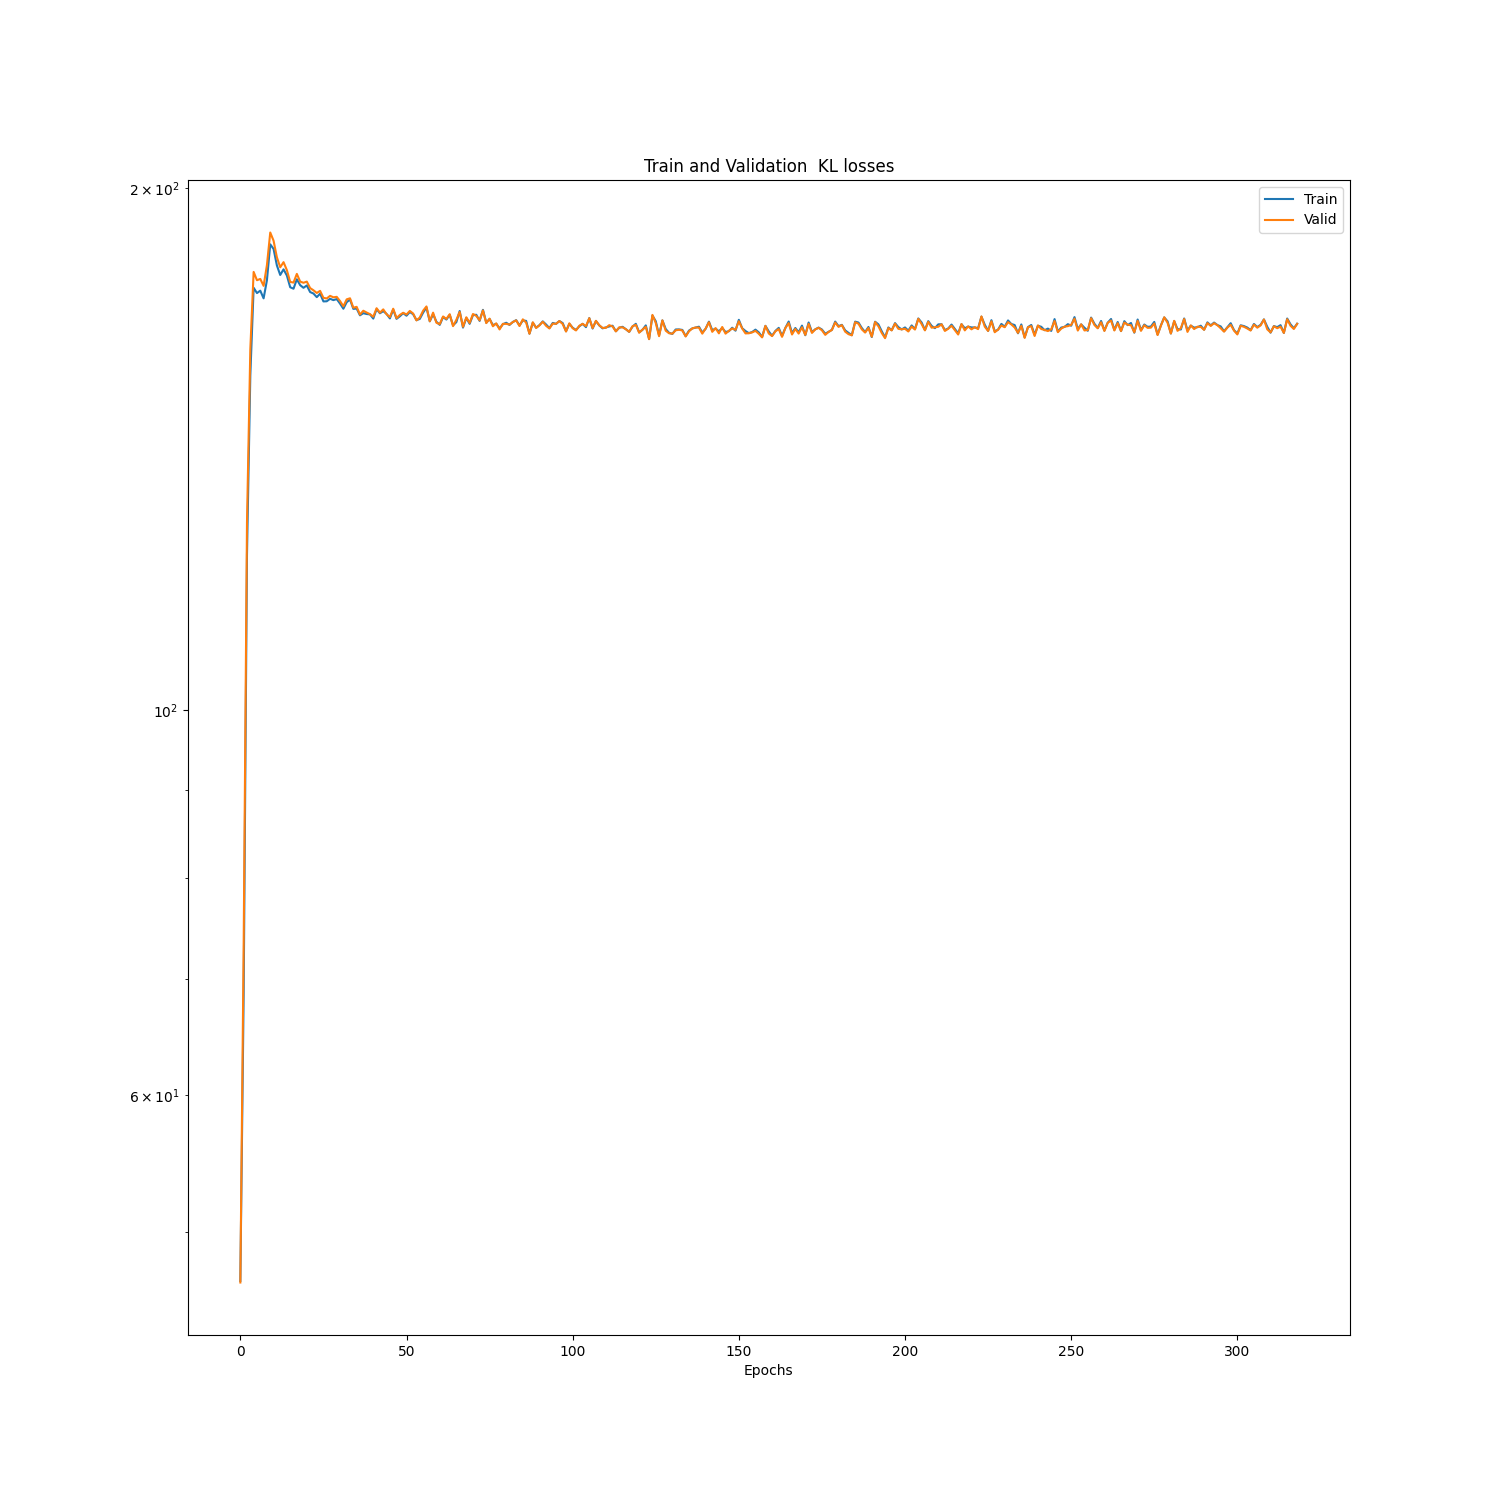 Train and Validation  KL losses
2 × 10²
Train
Valid
10²
6 × 10¹
0 50 100 150 200 250 300
Epochs